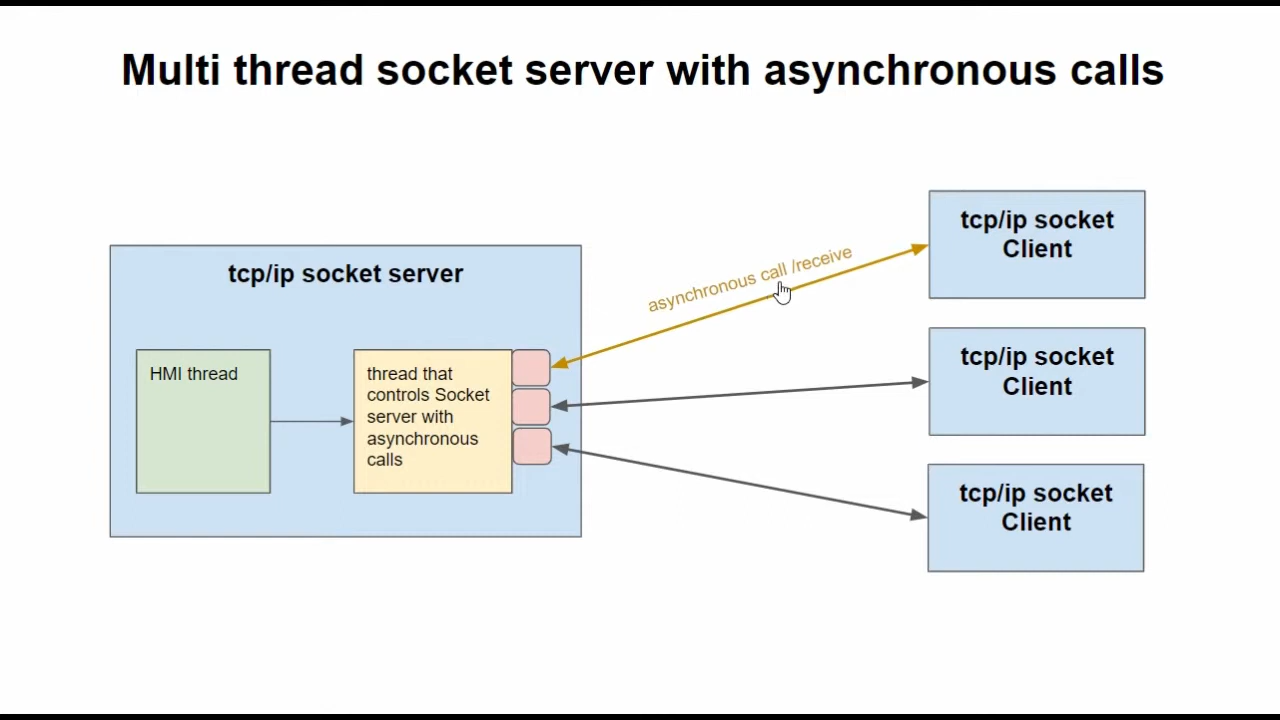 Multi thread socket server with asynchronous calls
tcp/ip socket server
HMI thread
thread that
controls Socket
server with
asynchronous
calls
asynchronous call /receive
tcp/ip socket
Client
tcp/ip socket
Client
tcp/ip socket
Client